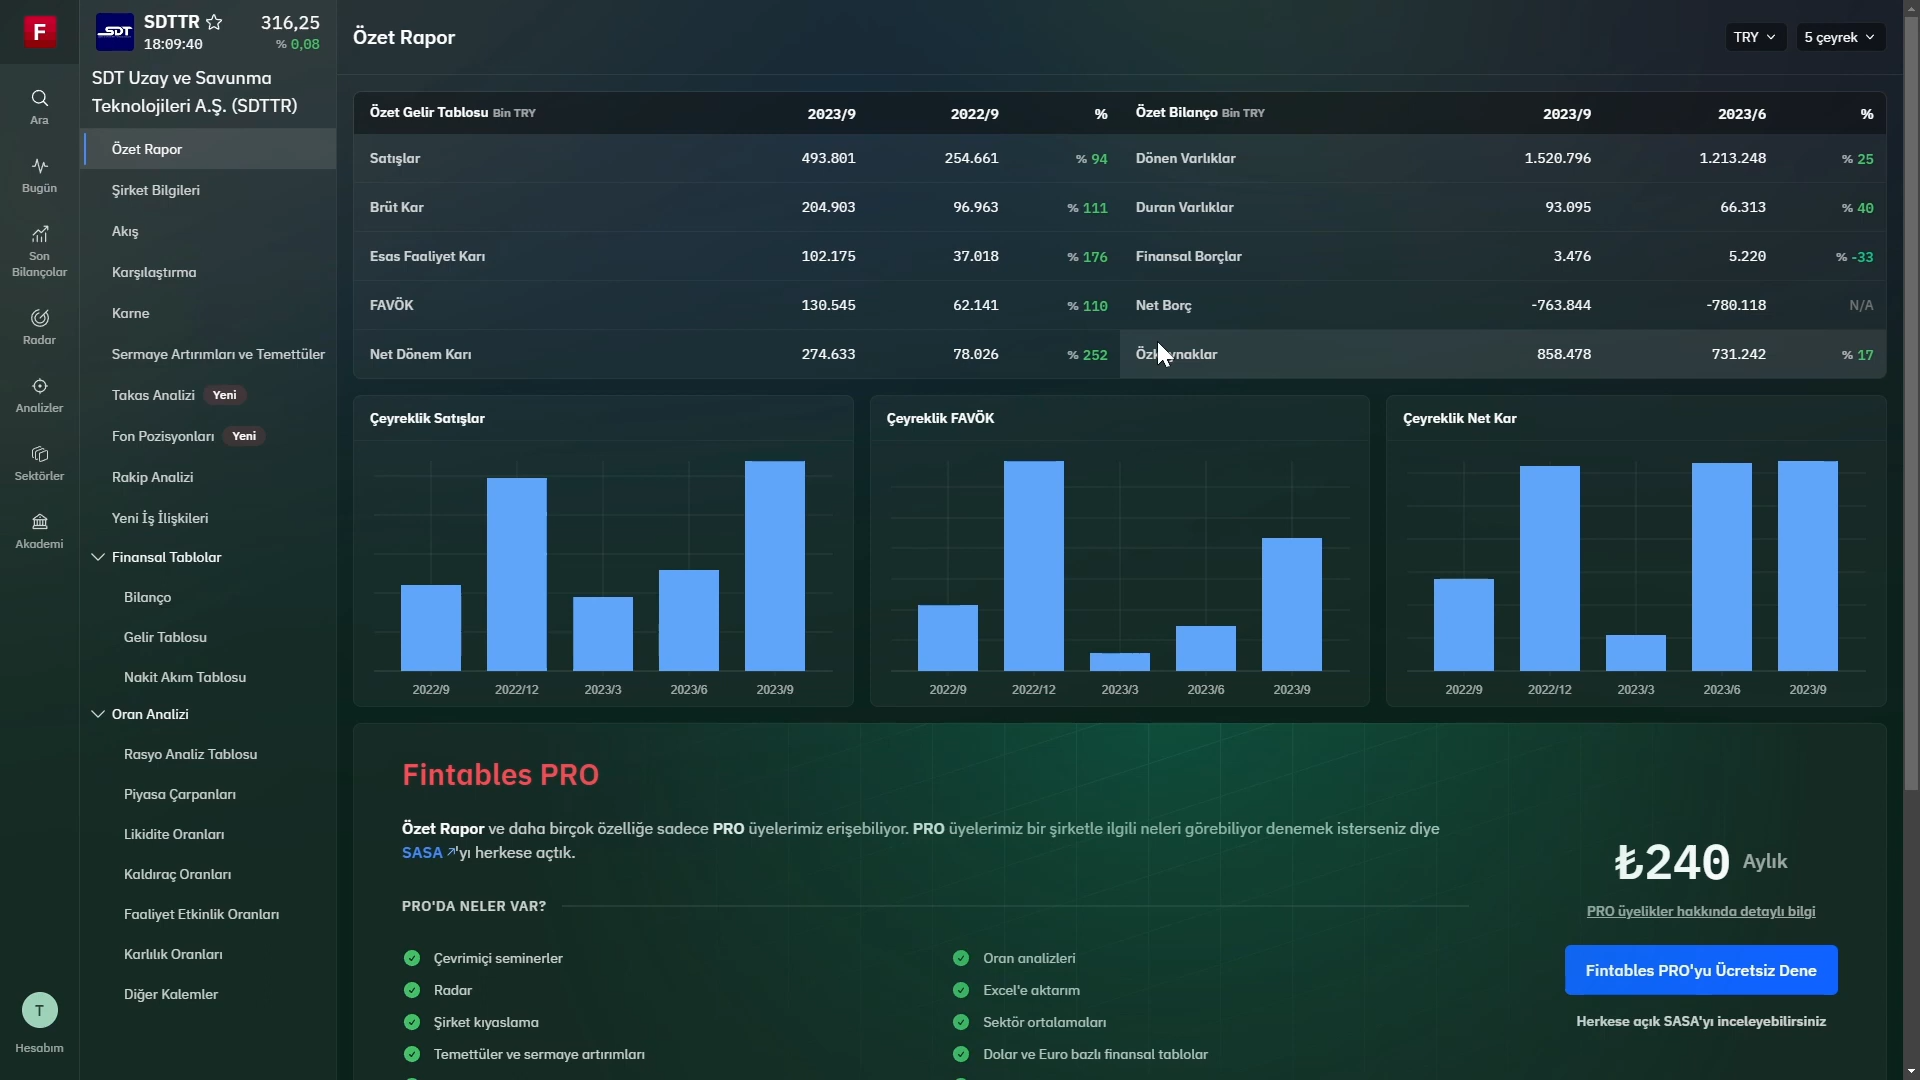 F
SDT
SDTTR
316,25
18:09:40
% 0,08
SDT Uzay ve Savunma
Teknolojileri A.Ş. (SDTTR)
Ara
Bugün
Son
Bilançolar
Radar
Analizler
Sektörler
Akademi
T
Hesabım
Özet Rapor
Şirket Bilgileri
Akış
Karşılaştırma
Karne
Sermaye Artırımları ve Temettüler
Takas Analizi Yeni
Fon Pozisyonları Yeni
Rakip Analizi
Yeni İş İlişkileri
Finansal Tablolar
Bilanço
Gelir Tablosu
Nakit Akım Tablosu
Oran Analizi
Rasyo Analiz Tablosu
Piyasa Çarpanları
Likidite Oranları
Kaldıraç Oranları
Faaliyet Etkinlik Oranları
Karlılık Oranları
Diğer Kalemler
Özet Rapor
TRY
5 çeyrek
Özet Gelir Tablosu Bin TRY 2023/9 2022/9 %
Satışlar 493.801 254.661 % 94
Brüt Kar 204.903 96.963 % 111
Esas Faaliyet Karı 102.175 37.018 % 176
FAVÖK 130.545 62.141 % 110
Net Dönem Karı 274.633 78.026 % 252
Özet Bilanço Bin TRY 2023/9 2023/6 %
Dönen Varlıklar 1.520.796 1.213.248 % 25
Duran Varlıklar 93.095 66.313 % 40
Finansal Borçlar 3.476 5.220 % -33
Net Borç -763.844 -780.118 N/A
Özkaynaklar 858.478 731.242 % 17
Çeyreklik Satışlar
2022/9 2022/12 2023/3 2023/6 2023/9
Çeyreklik FAVÖK
2022/9 2022/12 2023/3 2023/6 2023/9
Çeyreklik Net Kar
2022/9 2022/12 2023/3 2023/6 2023/9
Fintables PRO
Özet Rapor ve daha birçok özelliğe sadece PRO üyelerimiz erişebiliyor. PRO üyelerimiz bir şirketle ilgili neleri görebiliyor denemek isterseniz diye
SASA 'yı herkese açtık.
PRO'DA NELER VAR?
Çevrimiçi seminerler
Radar
Şirket kıyaslama
Temettüler ve sermaye artırımları
Oran analizleri
Excel'e aktarım
Sektör ortalamaları
Dolar ve Euro bazlı finansal tablolar
₺240 Aylık
PRO üyelikler hakkında detaylı bilgi
Fintables PRO'yu Ücretsiz Dene
Herkese açık SASA'yı inceleyebilirsiniz